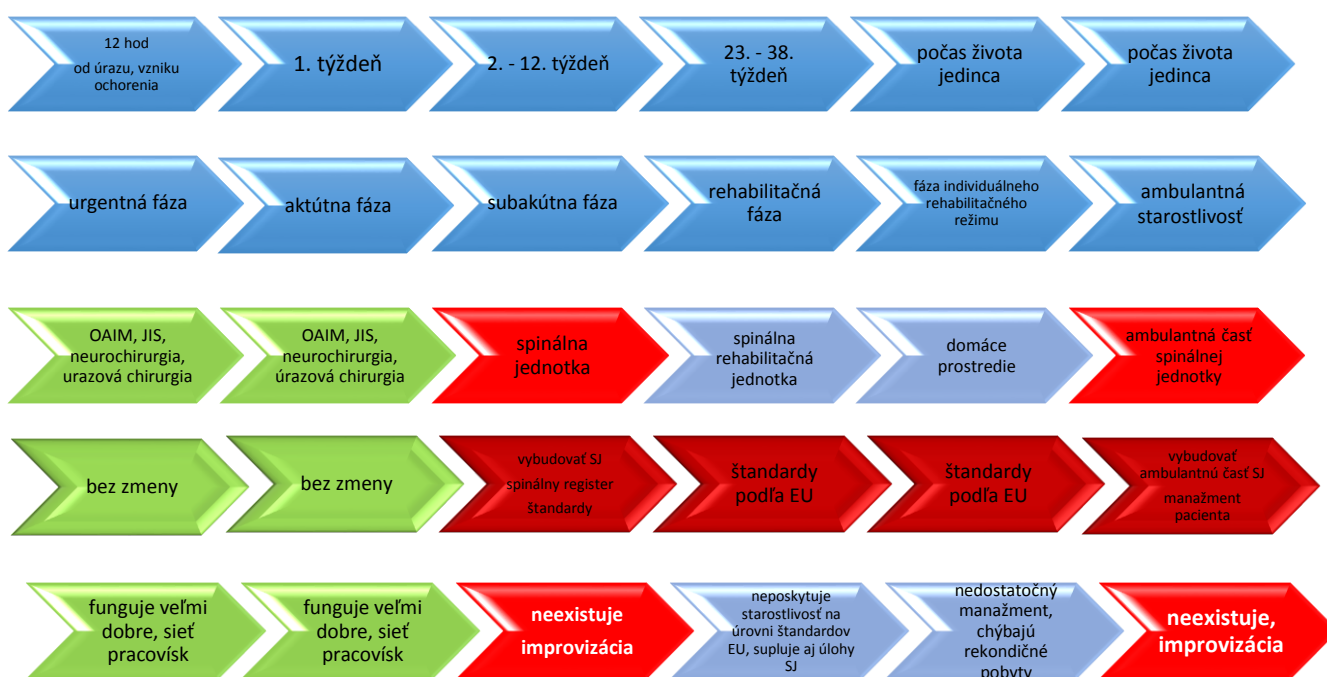 12 hod
od úrazu, vzniku
ochorenia
1. týždeň
2. - 12. týždeň
23. - 38.
týždeň
počas života
jedinca
počas života
jedinca
urgentná fáza
aktútna fáza
subakútna fáza
rehabilitačná
fáza
fáza individuálneho
rehabilitačného
režimu
ambulantná
starostlivosť
OAIM, JIS,
neurochirurgia,
urazová chirurgia
OAIM, JIS,
neurochirurgia,
úrazová chirurgia
spinálna
jednotka
spinálna
rehabilitačná
jednotka
domáce
prostredie
ambulantná časť
spinálnej
jednotky
bez zmeny
bez zmeny
vybudovať SJ
spinálny register
štandardy
štandardy
podľa EU
štandardy
podľa EU
vybudovať
ambulantnú časť SJ
manažment
pacienta
funguje veľmi
dobre, sieť
pracovísk
funguje veľmi
dobre, sieť
pracovísk
neexistuje
improvizácia
neposkytuje
starostlivosť na
úrovni štandardov
EU, supluje aj úlohy
SJ
nedostatočný
manažment,
chýbajú
rekondičné
pobyty
neexistuje,
improvizácia